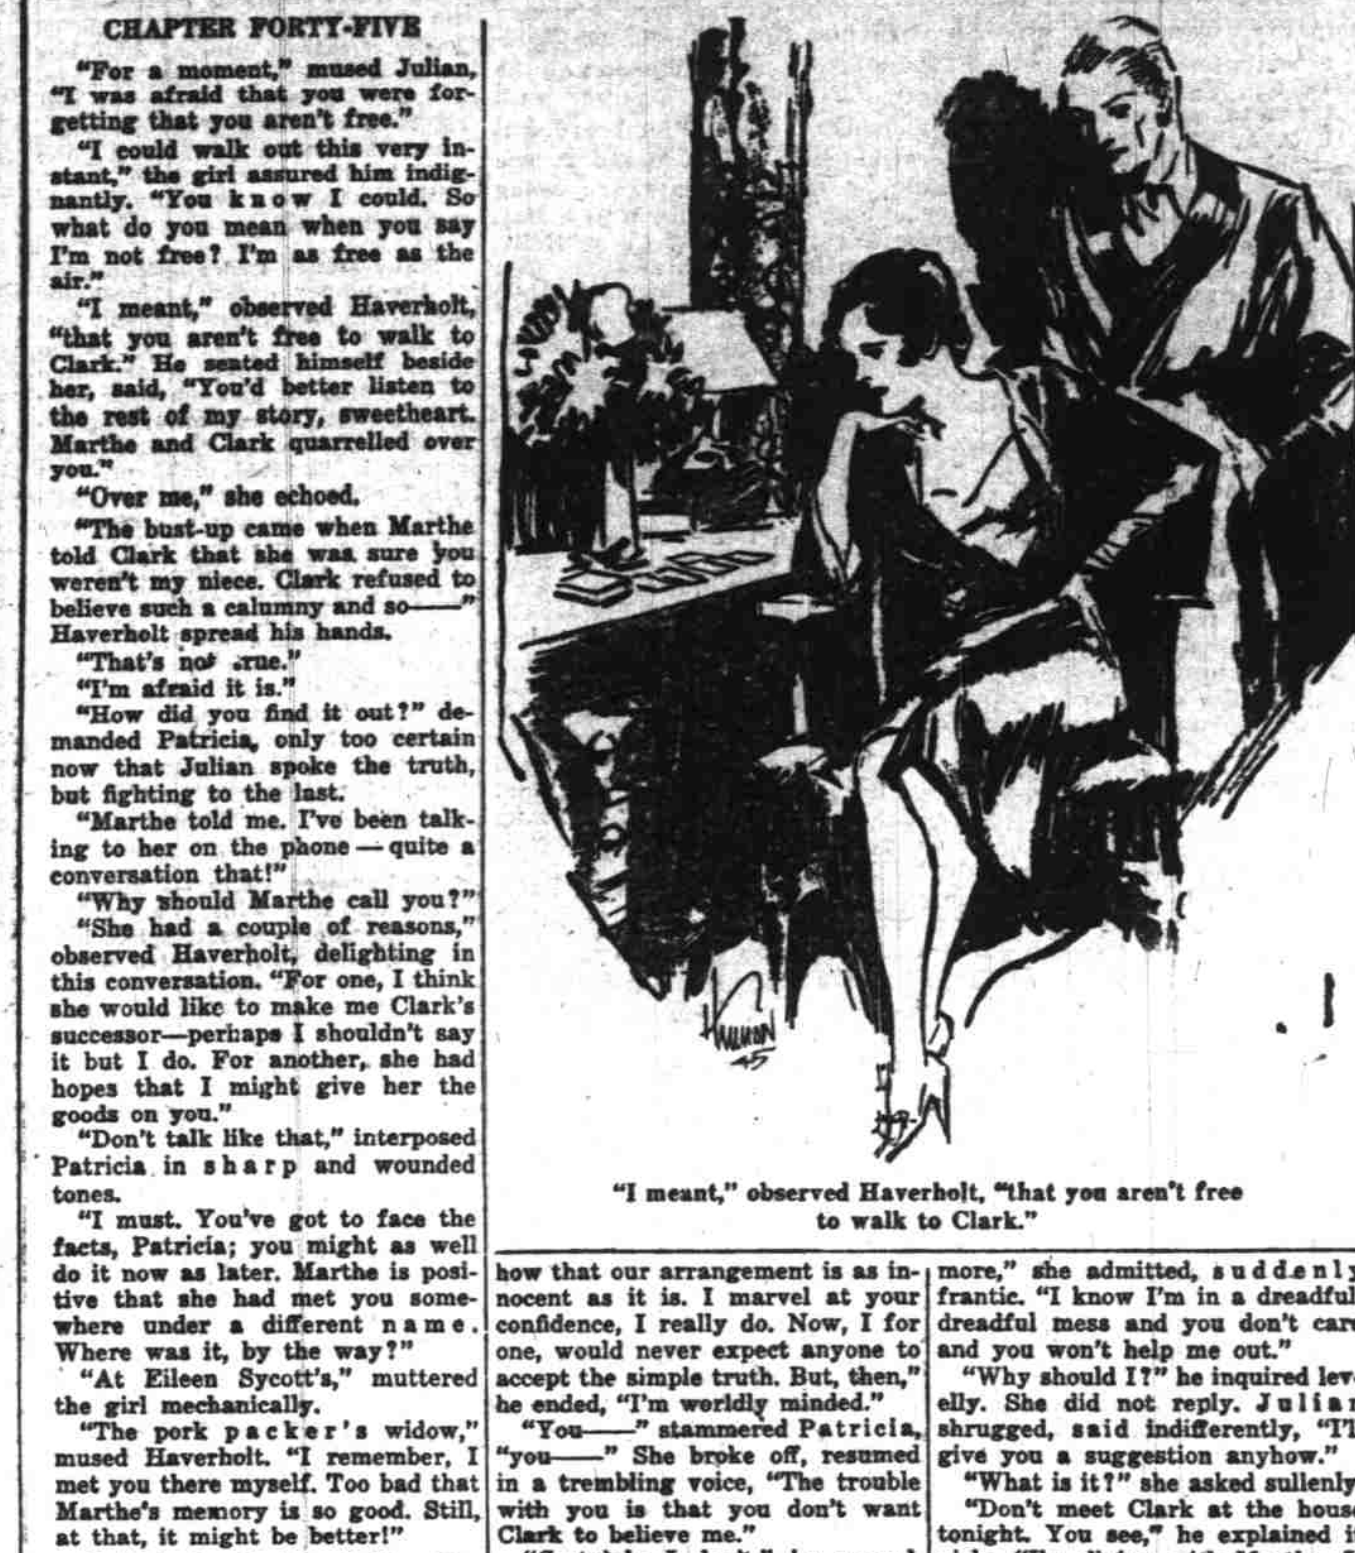 CHAPTER FORTY-FIVE
"For a moment," mused Julian,
"I was afraid that you were for-
getting that you aren't free."
"I could walk out this very in-
stant," the girl assured him indig-
nantly. "You know I could. So
what do you mean when you say
I'm not free? I'm as free as the
air."
"I meant," observed Haverholt,
"that you aren't free to walk to
Clark." He seated himself beside
her, said, "You'd better listen to
the rest of my story, sweetheart.
Marthe and Clark quarrelled over
you."
"Over me," she echoed.
"The bust-up came when Marthe
told Clark that she was sure you
weren't my niece. Clark refused to
believe such a calumny and so——"
Haverholt spread his hands.
"That's not rue."
"I'm afraid it is."
"How did you find it out?" de-
manded Patricia, only too certain
now that Julian spoke the truth,
but fighting to the last.
"Marthe told me. I've been talk-
ing to her on the phone — quite a
conversation that!"
"Why should Marthe call you?"
"She had a couple of reasons,"
observed Haverholt, delighting in
this conversation. "For one, I think
she would like to make me Clark's
successor—perhaps I shouldn't say
it but I do. For another, she had
hopes that I might give her the
goods on you."
"Don't talk like that," interposed
Patricia in sharp and wounded
tones.
"I must. You've got to face the
facts, Patricia; you might as well
do it now as later. Marthe is posi-
tive that she had met you some-
where under a different name.
Where was it, by the way?"
"At Eileen Sycott's," muttered
the girl mechanically.
"The pork packer's widow,"
mused Haverholt. "I remember, I
met you there myself. Too bad that
Marthe's memory is so good. Still,
at that, it might be better!"
45
"I meant," observed Haverholt, "that you aren't free
to walk to Clark."
how that our arrangement is as in-
nocent as it is. I marvel at your
confidence, I really do. Now, I for
one, would never expect anyone to
accept the simple truth. But, then,"
he ended, "I'm worldly minded."
"You——" stammered Patricia,
"you——" She broke off, resumed
in a trembling voice, "The trouble
with you is that you don't want
Clark to believe me."
more," she admitted, suddenly
frantic. "I know I'm in a dreadful
dreadful mess and you don't care
and you won't help me out."
"Why should I?" he inquired lev-
elly. She did not reply. Julian
shrugged, said indifferently, "I'll
give you a suggestion anyhow."
"What is it?" she asked sullenly.
"Don't meet Clark at the house
tonight. You see," he explained